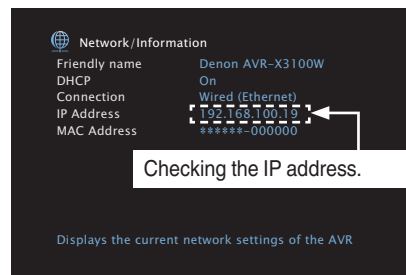 Network/Information
Friendly name Denon AVR-X3100W
DHCP On
Connection Wired (Ethernet)
IP Address 192.168.100.19
MAC Address ******-000000
Checking the IP address.
Displays the current network settings of the AVR